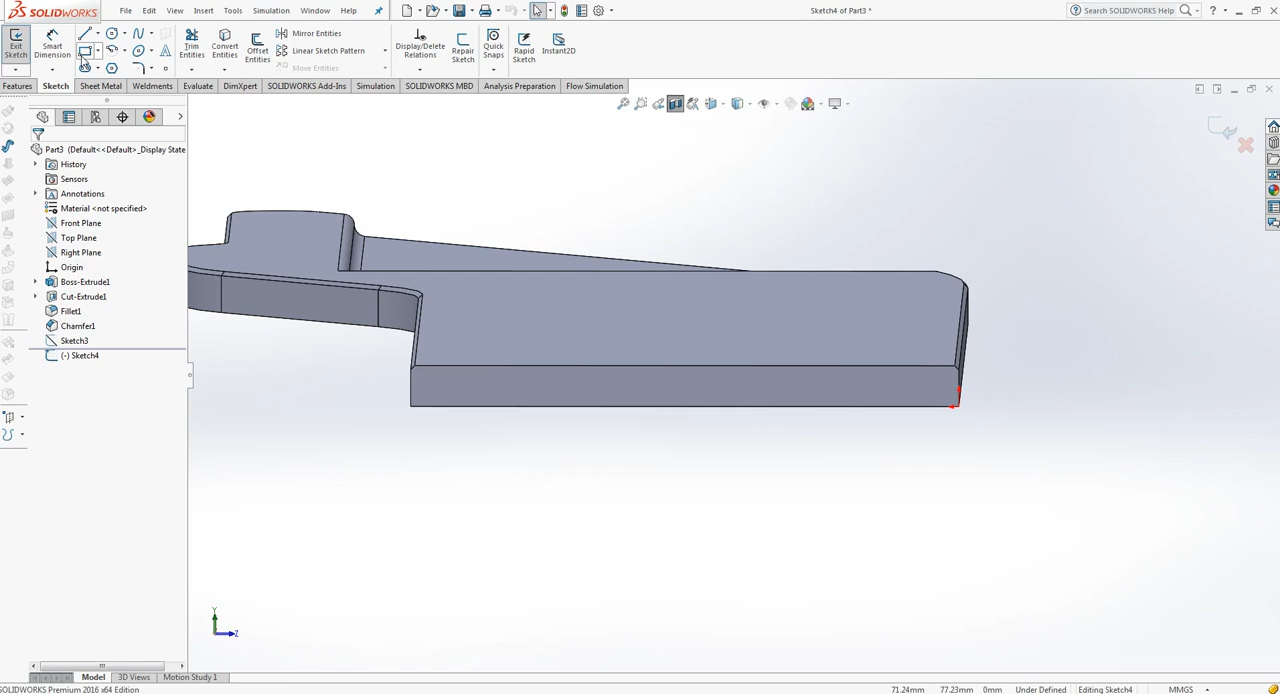 SOLIDWORKS File Edit View Insert Tools Simulation Window Help Sketch4 of Part3 * Search SOLIDWORKS Help ?
Exit Sketch Smart Dimension Trim Entities Convert Entities Offset Entities Mirror Entities Linear Sketch Pattern Move Entities Display/Delete Relations Repair Sketch Quick Snaps Rapid Sketch Instant2D
Features Sketch Sheet Metal Weldments Evaluate DimXpert SOLIDWORKS Add-Ins Simulation SOLIDWORKS MBD Analysis Preparation Flow Simulation
Part3 (Default<<Default>_Display State
History
Sensors
Annotations
Material <not specified>
Front Plane
Top Plane
Right Plane
Origin
Boss-Extrude1
Cut-Extrude1
Fillet1
Chamfer1
Sketch3
(-) Sketch4
Y
Z
Model 3D Views Motion Study 1
SOLIDWORKS Premium 2016 x64 Edition 71.24mm 77.23mm 0mm Under Defined Editing Sketch4 MMGS